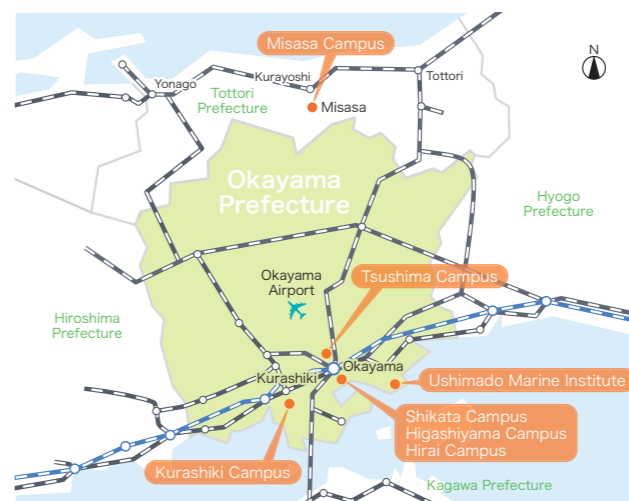 Misasa Campus
N
Yonago
Kurayoshi
Tottori
Tottori
Prefecture
Misasa
Okayama
Prefecture
Hyogo
Prefecture
Okayama
Airport
Tsushima Campus
Hiroshima
Prefecture
Okayama
Kurashiki
Ushimado Marine Institute
Shikata Campus
Higashiyama Campus
Hirai Campus
Kurashiki Campus
Kagawa Prefecture